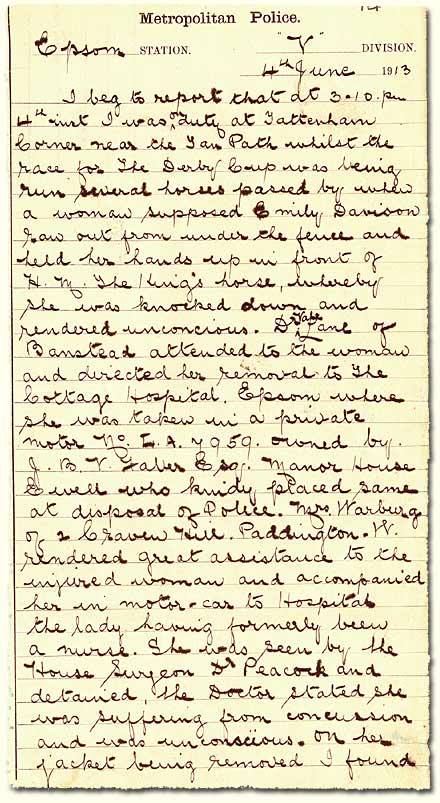 14
Metropolitan Police.
Epsom STATION. "V" DIVISION.
4th June 1913
I beg to report that at 3-10.pm
4th inst I was on duty at Tattenham
Corner near the Tan Path whilst the
race for The Derby Cup was being
run several horses passed by when
a woman supposed Emily Davison
ran out from under the fence and
held her hands up in front of
H.M. The King's horse, whereby
she was knocked down and
rendered unconcious. Dr Vale Lane of
Banstead attended to the woman
and directed her removal to The
Cottage Hospital. Epsom where
she was taken in a private
motor No. L.A. 7959. owned by.
J. B. V. Faber Esq. Manor House
Ewell who kindy placed same
at disposal of Police. Mrs Warburg
of 2 Craven Hill. Paddington. W.
rendered great assistance to the
injured woman and accompanied
her in motor-car to Hospital
the lady having formerly been
a nurse. She was seen by the
House Surgeon Dr Peacock and
detained, the Doctor stated she
was suffering from concussion
and was unconscious. On her
jacket being removed I found